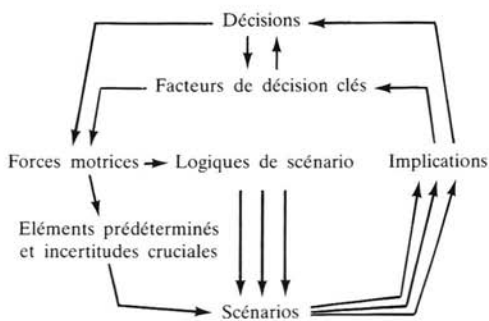 Décisions
Facteurs de décision clés
Forces motrices
Logiques de scénario
Implications
Eléments prédéterminés
et incertitudes cruciales
Scénarios